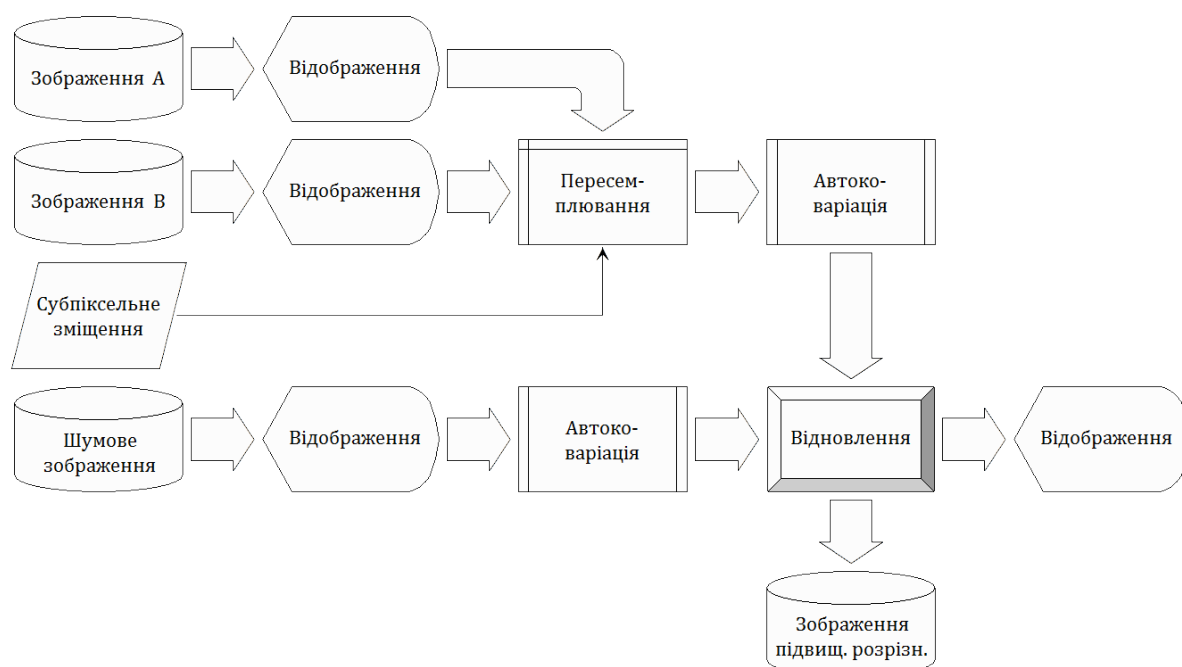 Зображення А
Відображення
Зображення В
Відображення
Пересем-
плювання
Автоко-
варіація
Субпіксельне
зміщення
Шумове
зображення
Відображення
Автоко-
варіація
Відновлення
Відображення
Зображення
підвищ. розрізн.